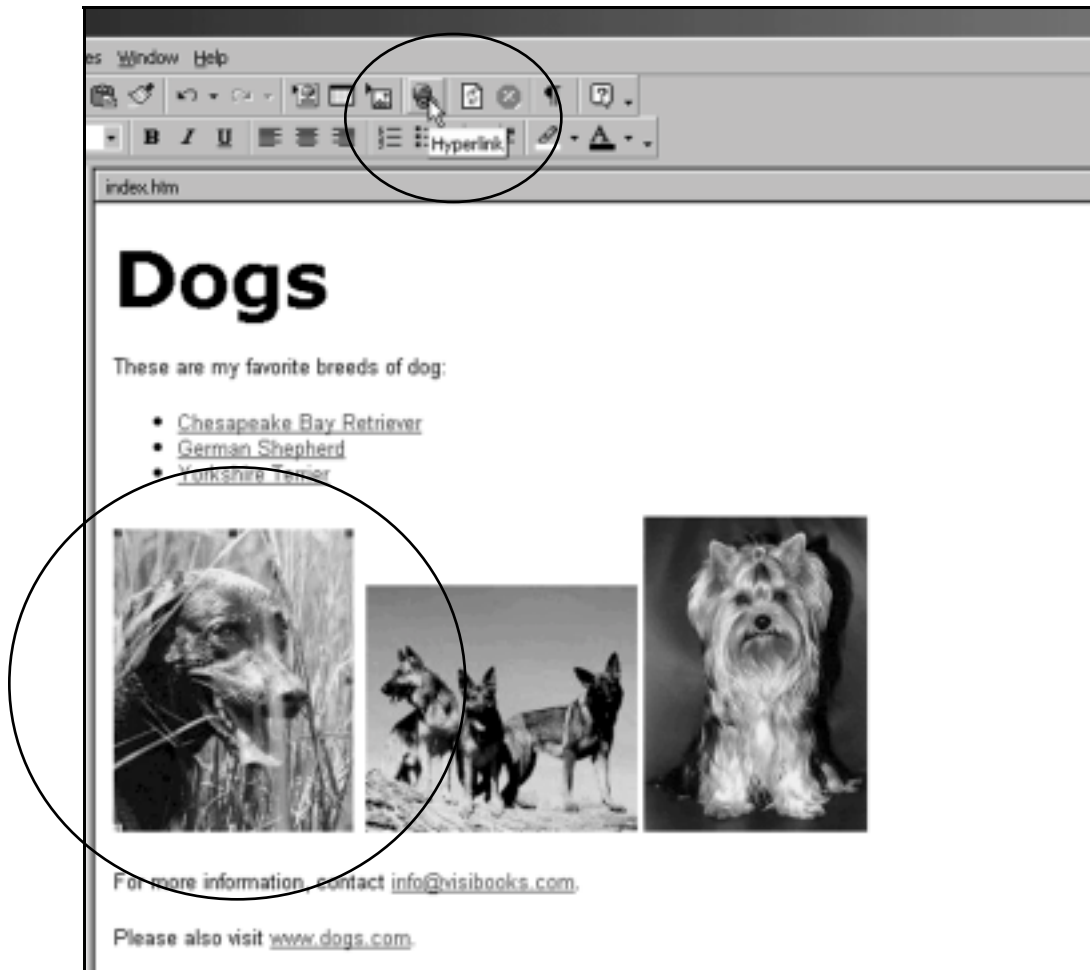 es Window Help
B I U A
Hyperlink
index.htm
Dogs
These are my favorite breeds of dog:
• Chesapeake Bay Retriever
• German Shepherd
• Yorkshire Terrier
For more information, contact info@visibooks.com.
Please also visit www.dogs.com.